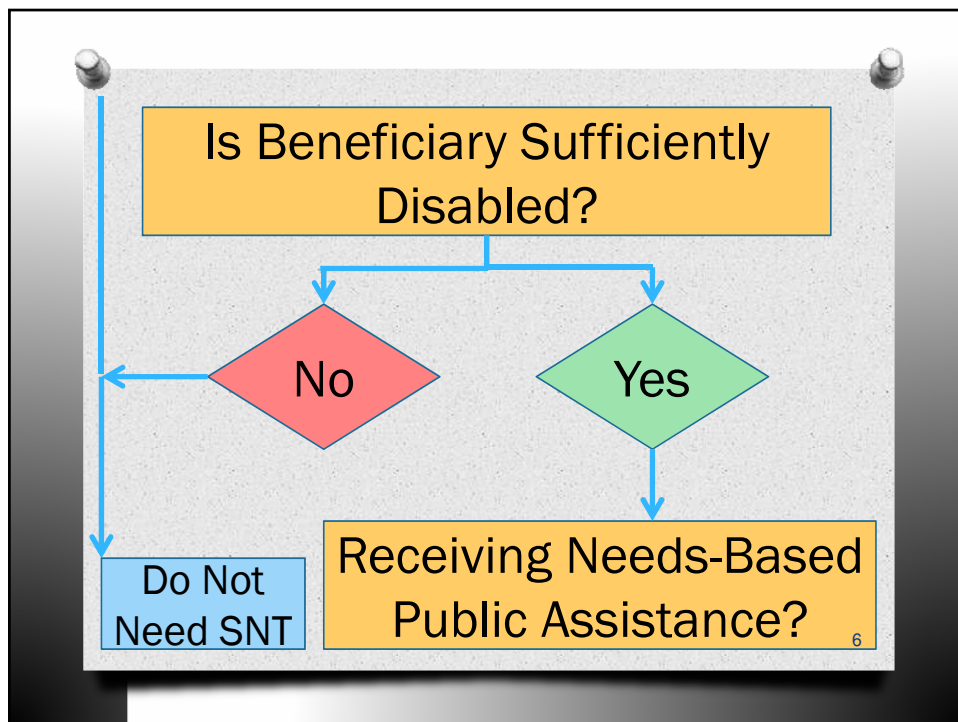 Is Beneficiary Sufficiently
Disabled?
No
Yes
Do Not
Need SNT
Receiving Needs-Based
Public Assistance?
6